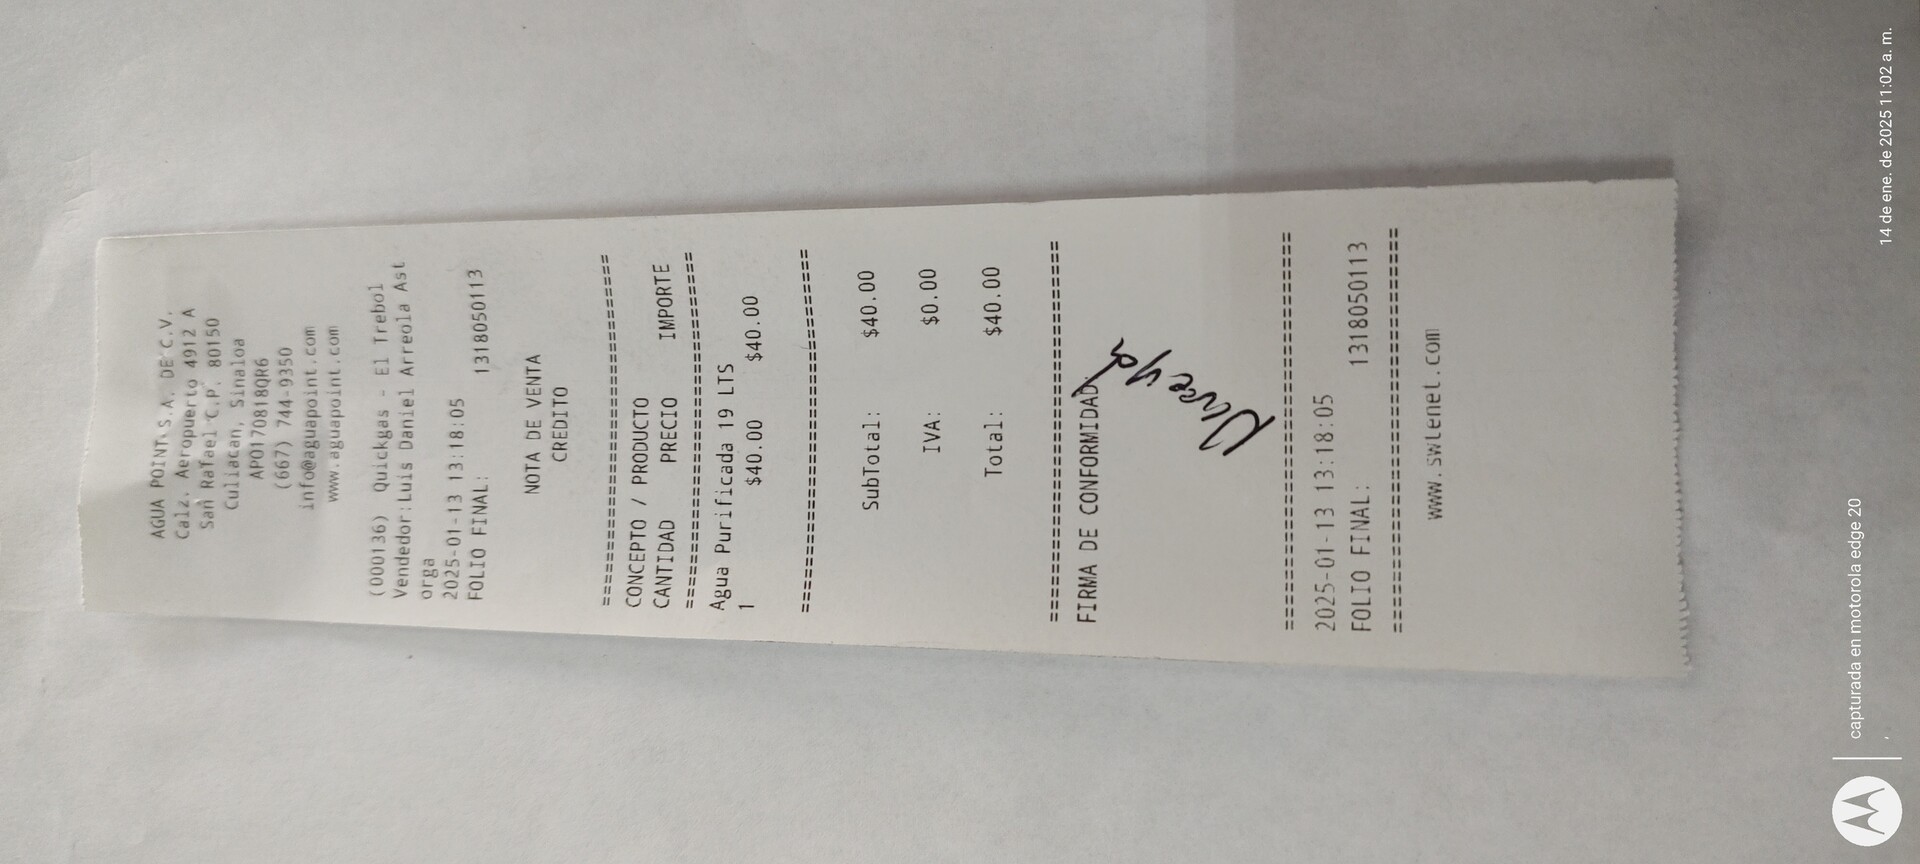 AGUA POINT S.A. DE C.V.
Calz. Aeropuerto 4912 A
San Rafael C.P. 80150
Culiacan, Sinaloa
APO170818QR6
(667) 744-9350
info@aguapoint.com
www.aguapoint.com
(000136) Quickgas - El Trebol
Vendedor:Luis Daniel Arreola Ast
orga
2025-01-13 13:18:05
FOLIO FINAL: 1318050113
NOTA DE VENTA
CREDITO
================================
CONCEPTO / PRODUCTO
CANTIDAD PRECIO IMPORTE
================================
Agua Purificada 19 LTS
1 $40.00 $40.00
================================
SubTotal: $40.00
IVA: $0.00
Total: $40.00
================================
FIRMA DE CONFORMIDAD
================================
2025-01-13 13:18:05
FOLIO FINAL: 1318050113
================================
www.swtenet.com
capturada en motorola edge 20
14 de ene. de 2025 11:02 a. m.